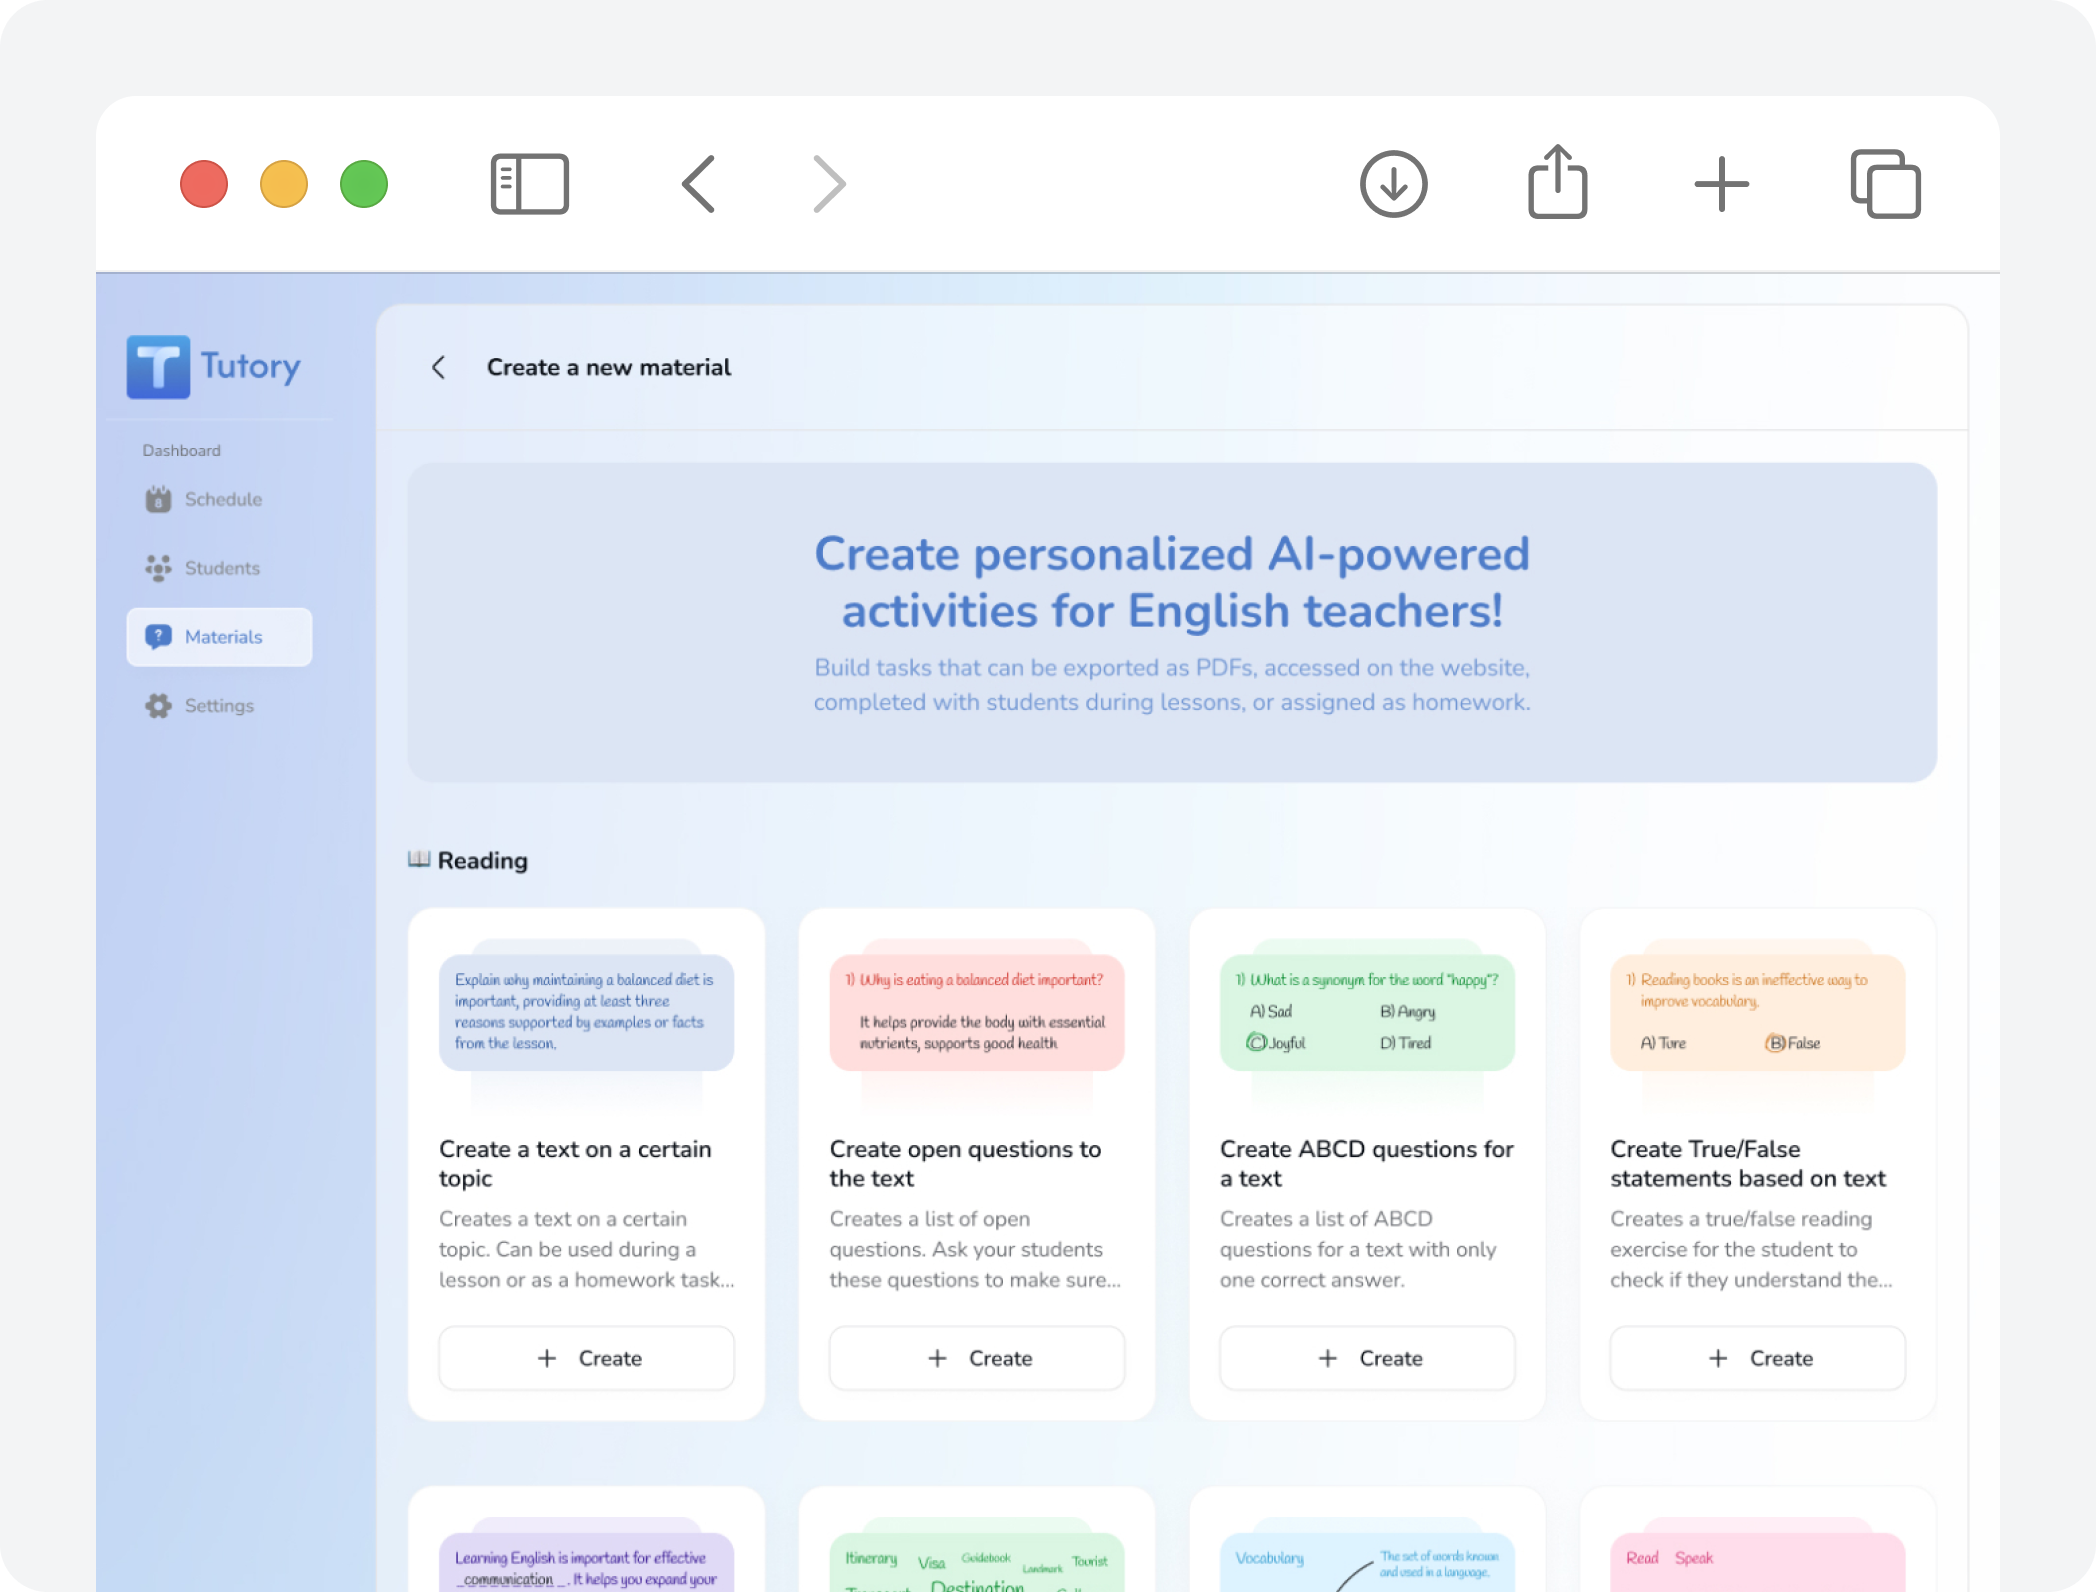 Tutory
Dashboard
8
Schedule
Students
?
Materials
Settings
Create a new material
Create personalized AI-powered
activities for English teachers!
Build tasks that can be exported as PDFs, accessed on the website,
completed with students during lessons, or assigned as homework.
Reading
Explain why maintaining a balanced diet is
important, providing at least three
reasons supported by examples or facts
from the lesson.
Create a text on a certain
topic
Creates a text on a certain
topic. Can be used during a
lesson or as a homework task...
+ Create
1) Why is eating a balanced diet important?
It helps provide the body with essential
nutrients, supports good health
Create open questions to
the text
Creates a list of open
questions. Ask your students
these questions to make sure...
+ Create
1) What is a synonym for the word "happy"?
A) Sad B) Angry
C) Joyful D) Tired
Create ABCD questions for
a text
Creates a list of ABCD
questions for a text with only
one correct answer.
+ Create
1) Reading books is an ineffective way to
improve vocabulary.
A) Ture B) False
Create True/False
statements based on text
Creates a true/false reading
exercise for the student to
check if they understand the...
+ Create
Learning English is important for effective
_communication_. It helps you expand your
Itinerary Visa Guidebook Landmark Tourist
Destination
Vocabulary
The set of words known
and used in a language.
Read Speak